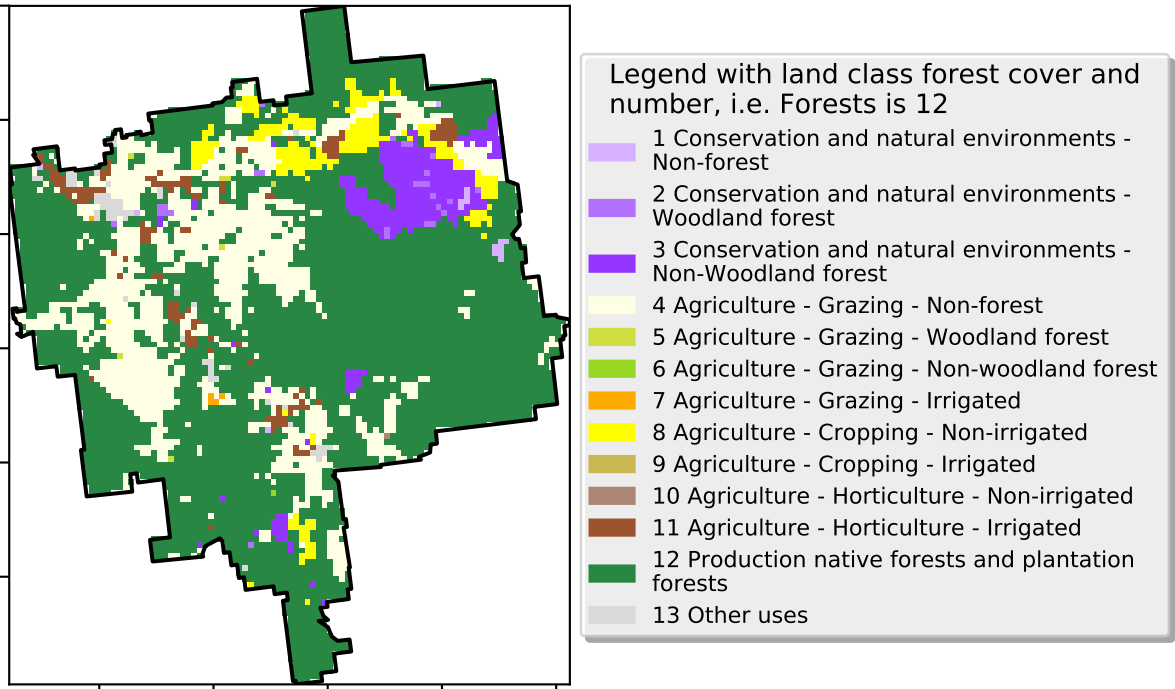 Legend with land class forest cover and
number, i.e. Forests is 12
1 Conservation and natural environments -
Non-forest
2 Conservation and natural environments -
Woodland forest
3 Conservation and natural environments -
Non-Woodland forest
4 Agriculture - Grazing - Non-forest
5 Agriculture - Grazing - Woodland forest
6 Agriculture - Grazing - Non-woodland forest
7 Agriculture - Grazing - Irrigated
8 Agriculture - Cropping - Non-irrigated
9 Agriculture - Cropping - Irrigated
10 Agriculture - Horticulture - Non-irrigated
11 Agriculture - Horticulture - Irrigated
12 Production native forests and plantation
forests
13 Other uses